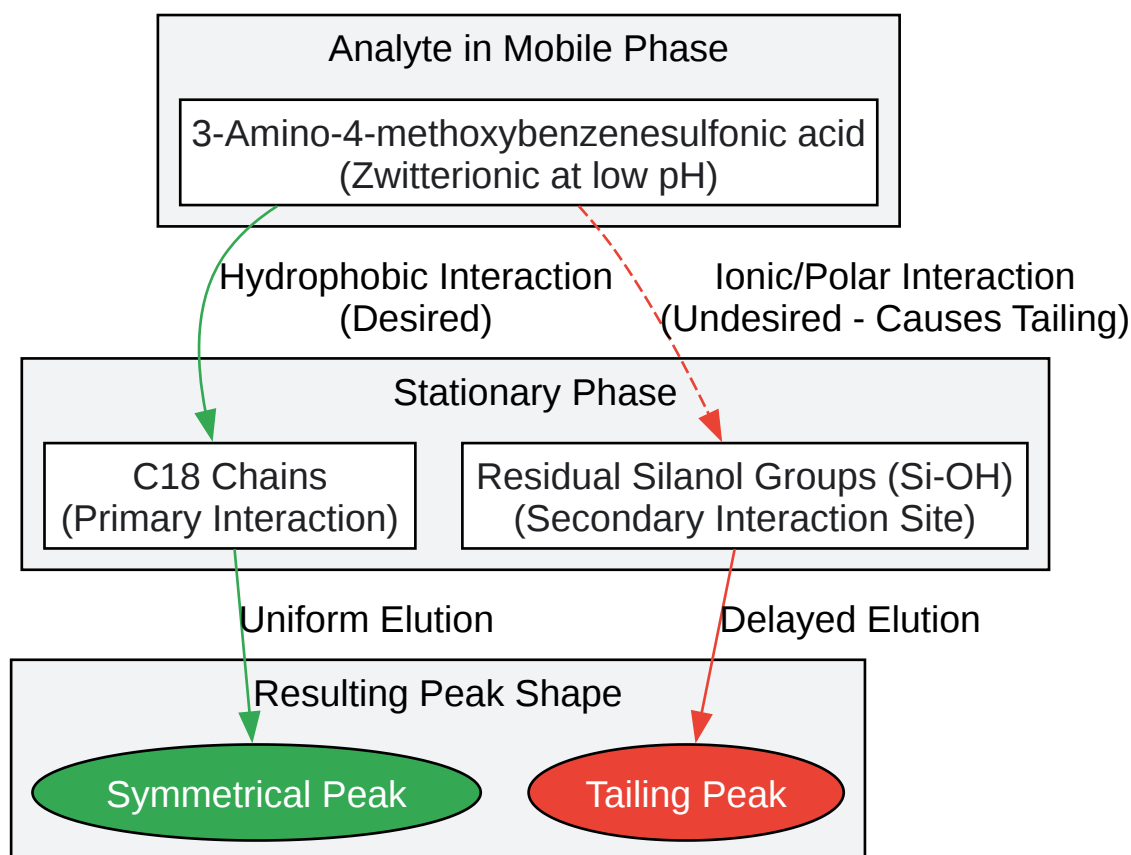 Analyte in Mobile Phase
3-Amino-4-methoxybenzenesulfonic acid
(Zwitterionic at low pH)
Hydrophobic Interaction
(Desired)
Ionic/Polar Interaction
(Undesired - Causes Tailing)
Stationary Phase
C18 Chains
(Primary Interaction)
Residual Silanol Groups (Si-OH)
(Secondary Interaction Site)
Uniform Elution
Delayed Elution
Resulting Peak Shape
Symmetrical Peak
Tailing Peak